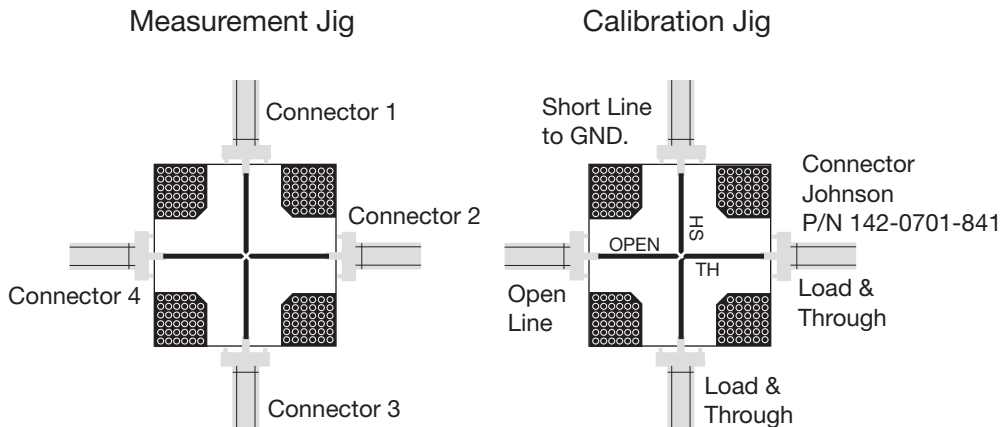 Measurement Jig
Connector 1
Connector 2
Connector 4
Connector 3
Calibration Jig
Short Line
to GND.
Connector
Johnson
P/N 142-0701-841
HS
OPEN
TH
Open
Line
Load &
Through
Load &
Through